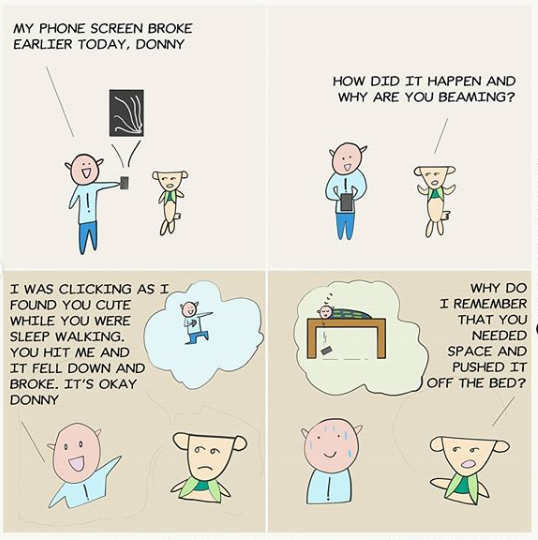 MY PHONE SCREEN BROKE
EARLIER TODAY, DONNY
HOW DID IT HAPPEN AND
WHY ARE YOU BEAMING?
I WAS CLICKING AS I
FOUND YOU CUTE
WHILE YOU WERE
SLEEP WALKING.
YOU HIT ME AND
IT FELL DOWN AND
BROKE. IT'S OKAY
DONNY
WHY DO
I REMEMBER
THAT YOU
NEEDED
SPACE AND
PUSHED IT
OFF THE BED?